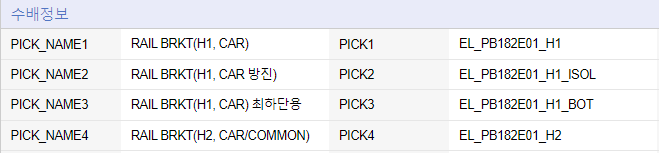 수배정보
PICK_NAME1 RAIL BRKT(H1, CAR) PICK1 EL_PB182E01_H1
PICK_NAME2 RAIL BRKT(H1, CAR 방진) PICK2 EL_PB182E01_H1_ISOL
PICK_NAME3 RAIL BRKT(H1, CAR) 최하단용 PICK3 EL_PB182E01_H1_BOT
PICK_NAME4 RAIL BRKT(H2, CAR/COMMON) PICK4 EL_PB182E01_H2